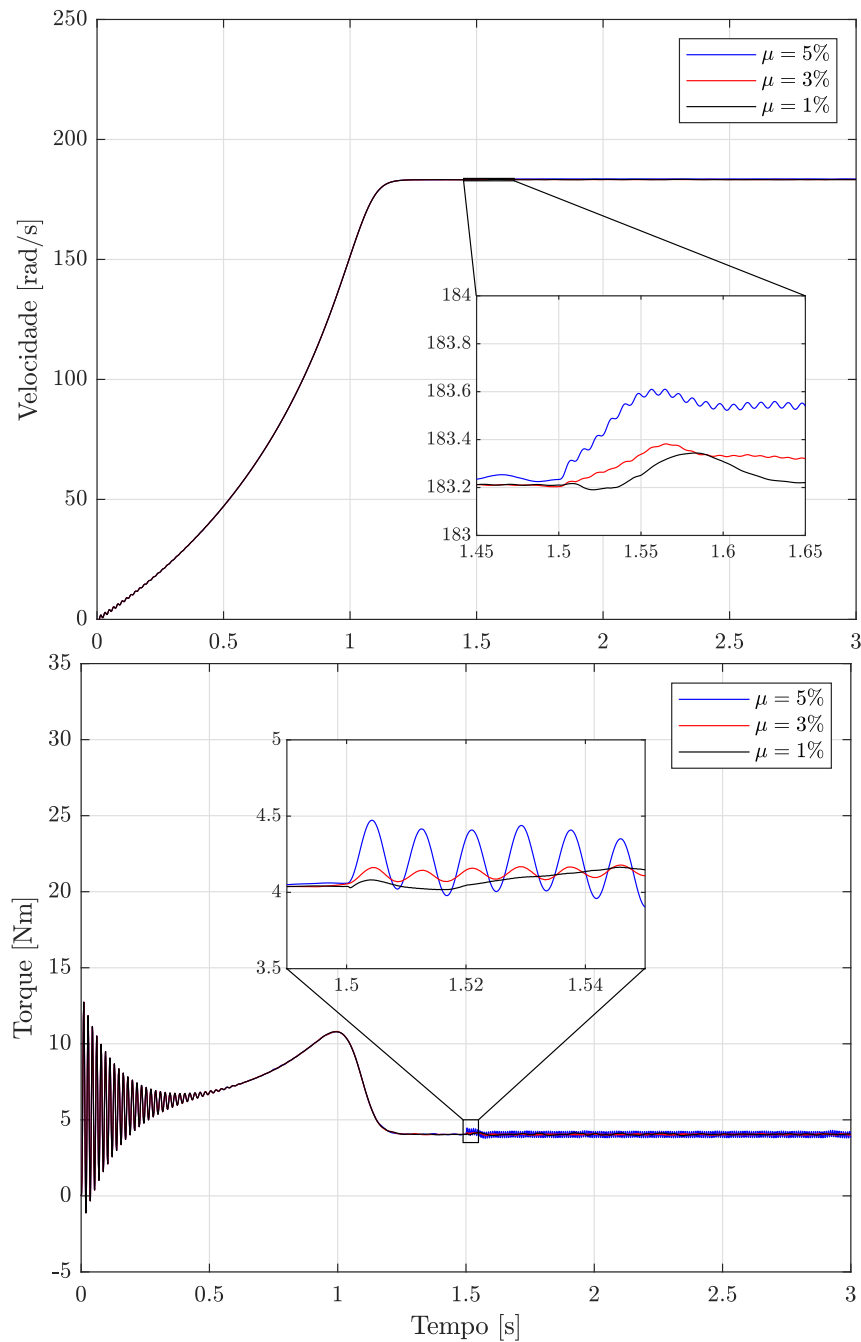 250
200
150
100
50
0
Velocidade [rad/s]
μ = 5%
μ = 3%
μ = 1%
184
183.8
183.6
183.4
183.2
183
1.45 1.5 1.55 1.6 1.65
0 0.5 1 1.5 2 2.5 3
35
30
25
20
15
10
5
0
-5
Torque [Nm]
μ = 5%
μ = 3%
μ = 1%
5
4.5
4
3.5
1.5 1.52 1.54
0 0.5 1 1.5 2 2.5 3
Tempo [s]